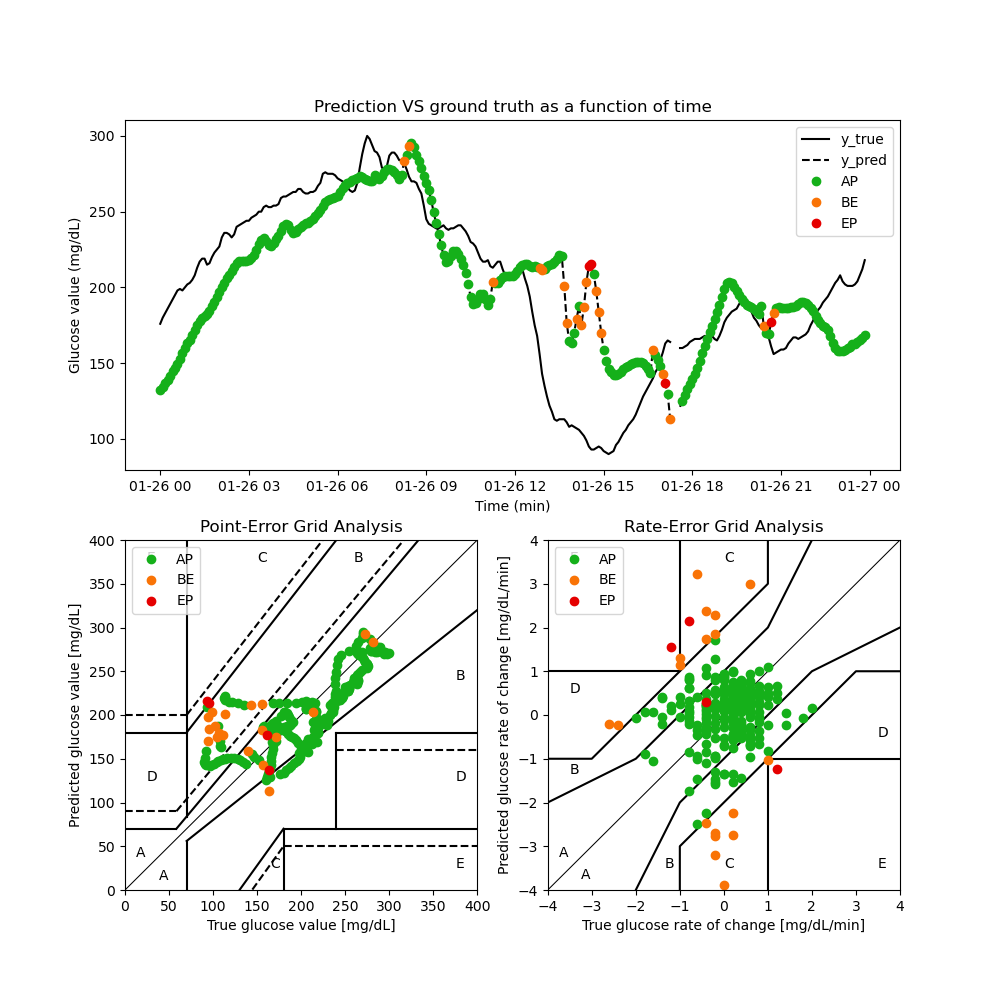 Prediction VS ground truth as a function of time
Glucose value (mg/dL)
300
250
200
150
100
y_true
y_pred
AP
BE
EP
01-26 00 01-26 03 01-26 06 01-26 09 01-26 12 01-26 15 01-26 18 01-26 21 01-27 00
Time (min)
Point-Error Grid Analysis
Predicted glucose value [mg/dL]
400
350
300
250
200
150
100
50
0
AP
BE
EP
C
B
B
D
D
A
A
C
E
0 50 100 150 200 250 300 350 400
True glucose value [mg/dL]
Rate-Error Grid Analysis
Predicted glucose rate of change [mg/dL/min]
4
3
2
1
0
−1
−2
−3
−4
AP
BE
EP
C
D
D
B
A
A
B
C
E
−4 −3 −2 −1 0 1 2 3 4
True glucose rate of change [mg/dL/min]